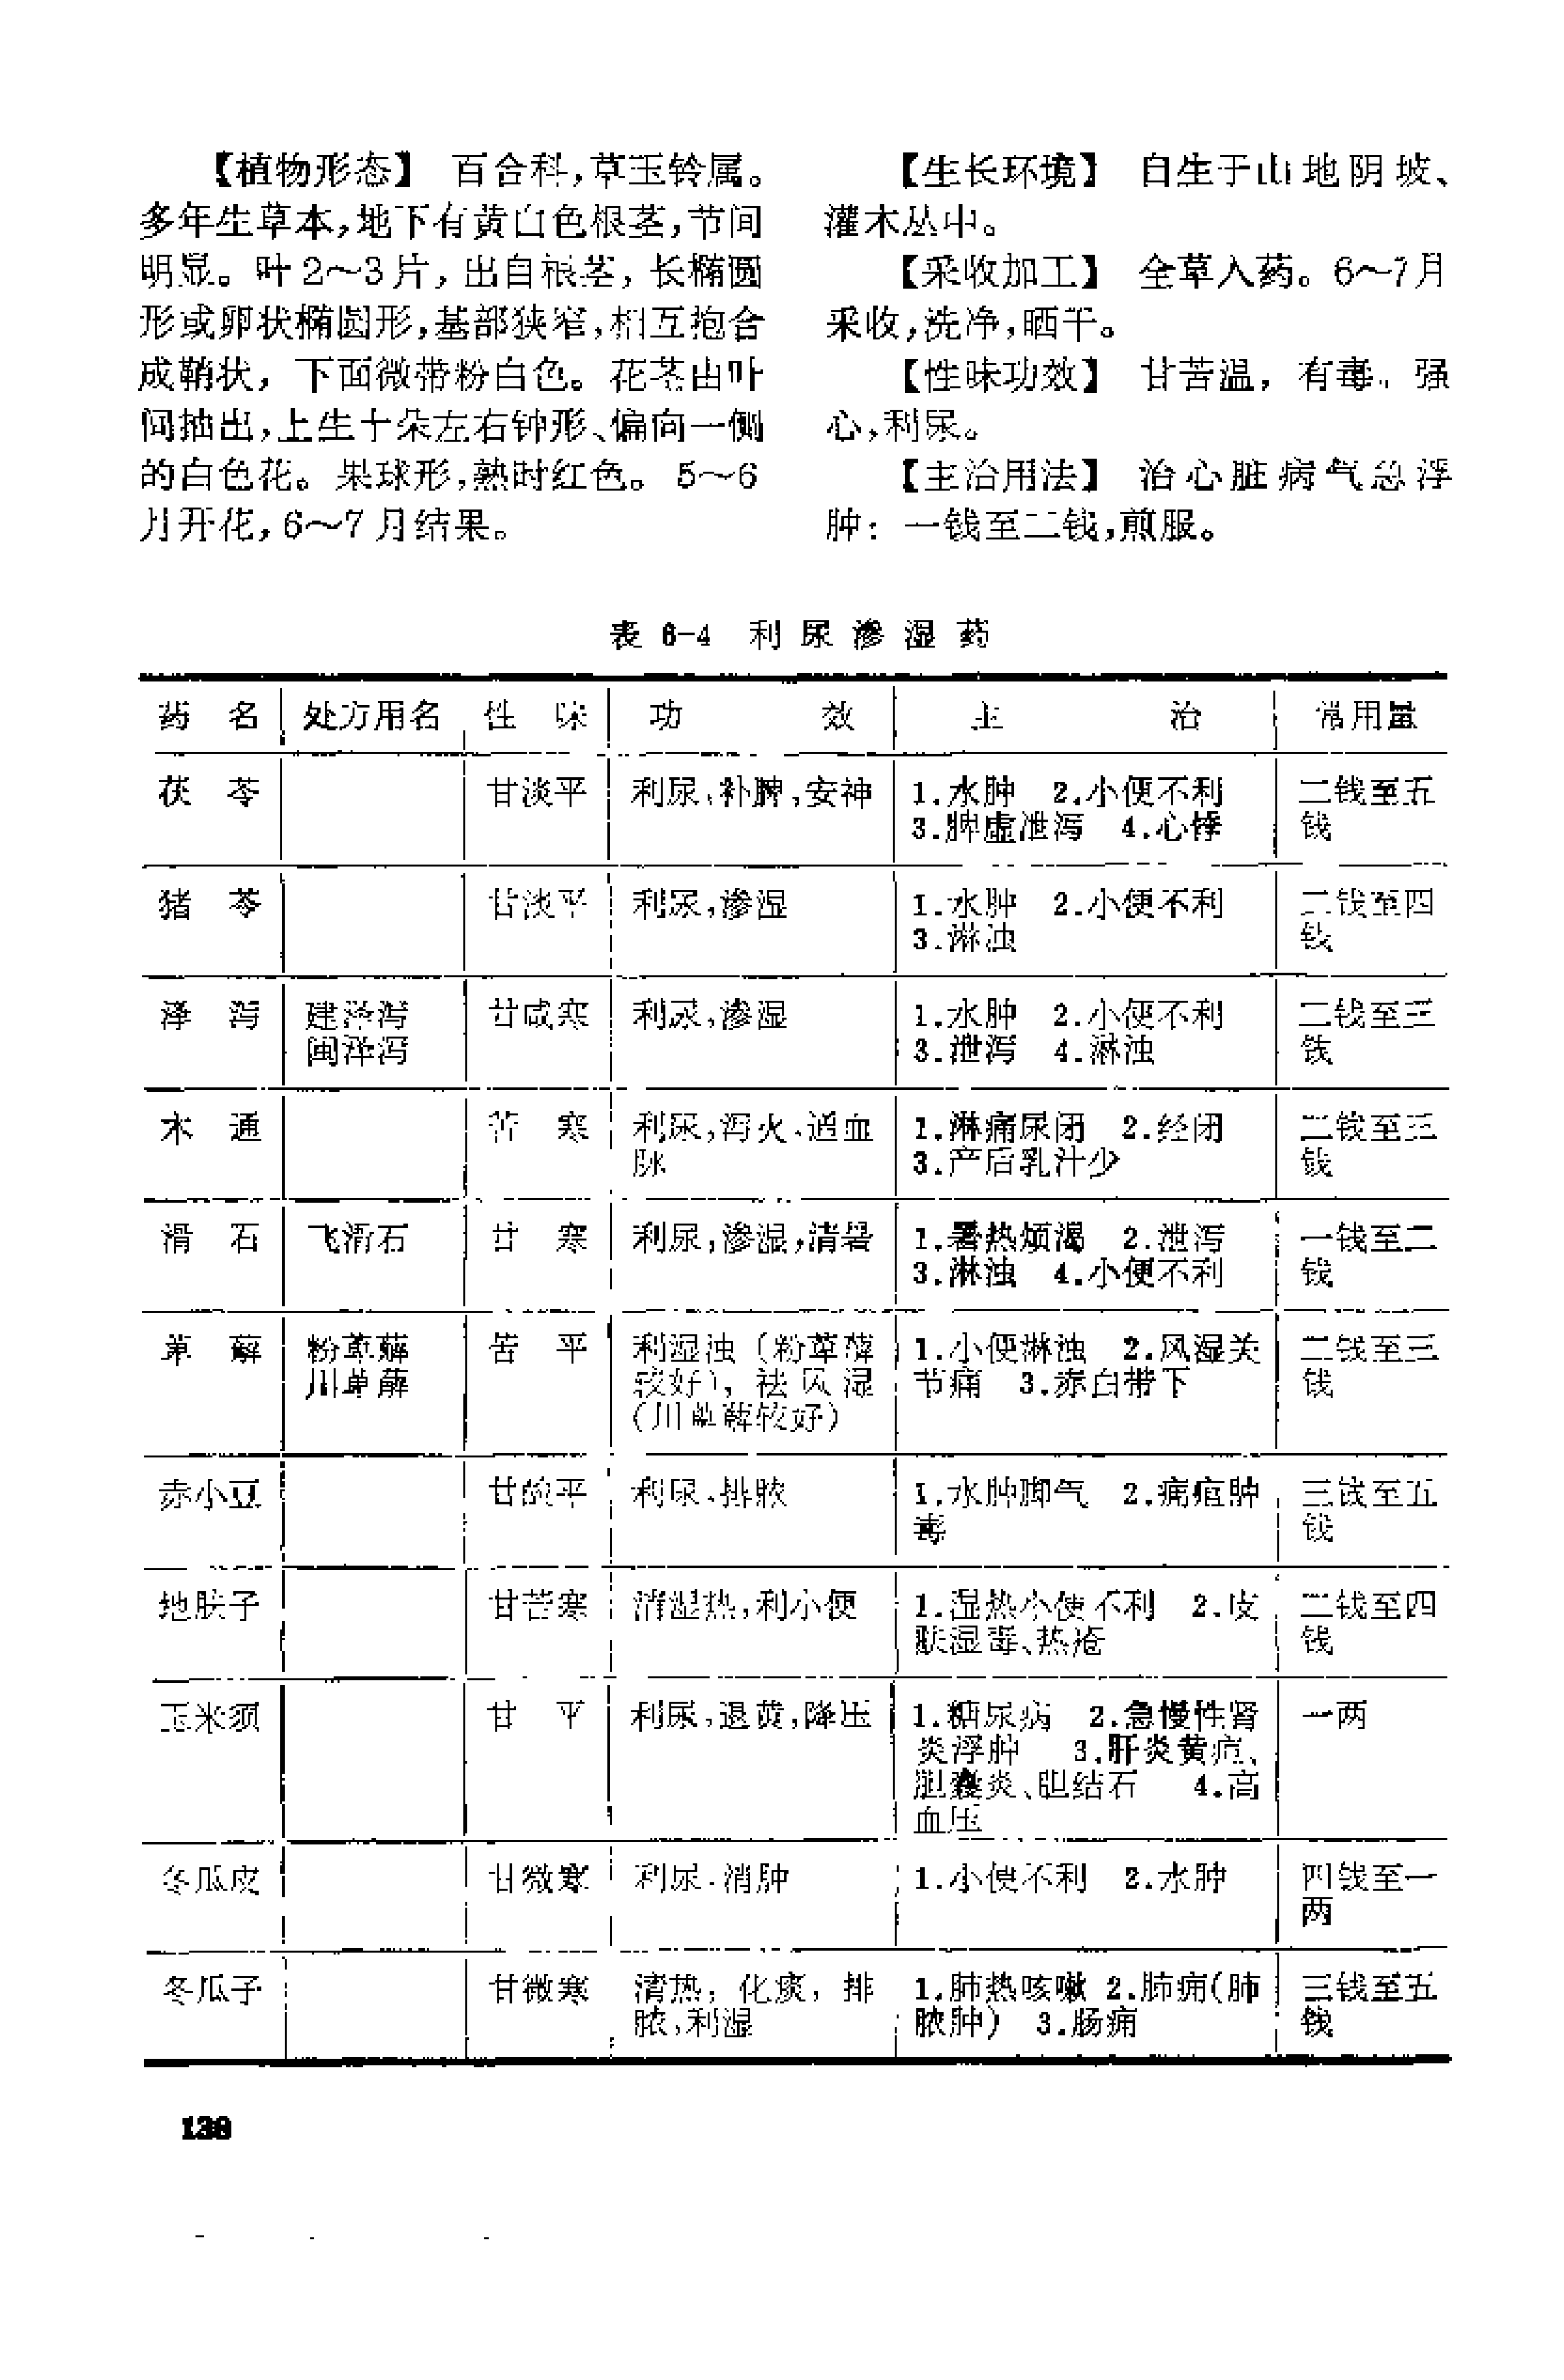 【植物形态】 百合科，草玉铃属。
多年生草本，地下有黄白色根茎，节间
明显。叶2～3片，出自根茎，长椭圆
形或卵状椭圆形，基部狭窄，相互抱合
成鞘状，下面微带粉白色。花茎由叶
间抽出，上生十朵左右钟形、偏向一侧
的白色花。果球形，熟时红色。5～6
月开花，6～7月结果。
【生长环境】 自生于山地阴坡、
灌木丛中。
【采收加工】 全草入药。6～7月
采收，洗净，晒干。
【性味功效】 甘苦温，有毒。强
心，利尿。
【主治用法】 治心脏病气急浮
肿：一钱至二钱，煎服。
表 6-4 利尿渗湿药
药 名 处方用名 性 味 功 效 主 治 常用量
茯 苓 甘淡平 利尿，补脾，安神 1.水肿 2.小便不利 二钱至五
3.脾虚泄泻 4.心悸 钱
猪 苓 甘淡平 利尿，渗湿 1.水肿 2.小便不利 二钱至四
3.淋浊 钱
泽 泻 建泽泻 甘咸寒 利尿，渗湿 1.水肿 2.小便不利 二钱至三
闽泽泻 3.泄泻 4.淋浊 钱
木 通 苦 寒 利尿，泻火，通血 1.淋痛尿闭 2.经闭 二钱至三
脉 3.产后乳汁少 钱
滑 石 飞滑石 甘 寒 利尿，渗湿，清暑 1.暑热烦渴 2.泄泻 一钱至二
3.淋浊 4.小便不利 钱
萆 薢 粉萆薢 苦 平 利湿浊（粉萆薢 1.小便淋浊 2.风湿关 二钱至三
川萆薢 较好），祛风湿 节痛 3.赤白带下 钱
（川萆薢较好）
赤小豆 甘酸平 利尿，排脓 1.水肿脚气 2.痈疽肿 三钱至五
毒 钱
地肤子 甘苦寒 清湿热，利小便 1.湿热小便不利 2.皮 二钱至四
肤湿毒、热疮 钱
玉米须 甘 平 利尿，退黄，降压 1.糖尿病 2.急慢性肾 一两
炎浮肿 3.肝炎黄疸、
胆囊炎、胆结石 4.高
血压
冬瓜皮 甘微寒 利尿，消肿 1.小便不利 2.水肿 四钱至一
两
冬瓜子 甘微寒 清热，化痰，排 1.肺热咳嗽 2.肺痈（肺 三钱至五
脓，利湿 脓肿） 3.肠痈 钱